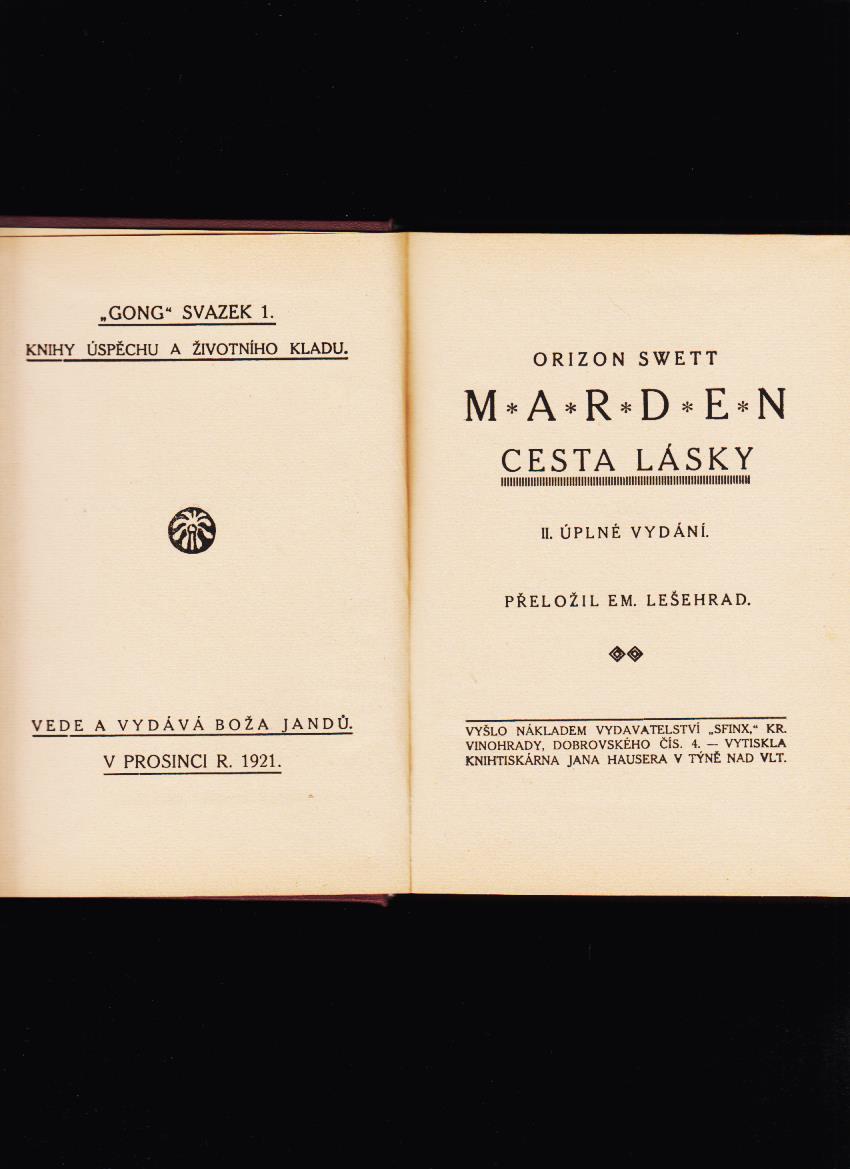 „GONG“ SVAZEK 1.
KNIHY ÚSPĚCHU A ŽIVOTNÍHO KLADU.
VEDE A VYDÁVÁ BOŽA JANDŮ.
V PROSINCI R. 1921.
ORIZON SWETT
M*A*R*D*E*N
CESTA LÁSKY
II. ÚPLNÉ VYDÁNÍ.
PŘELOŽIL EM. LEŠEHRAD.
VYŠLO NÁKLADEM VYDAVATELSTVÍ „SFINX,“ KR.
VINOHRADY, DOBROVSKÉHO ČÍS. 4. — VYTISKLA
KNIHTISKÁRNA JANA HAUSERA V TÝNĚ NAD VLT.